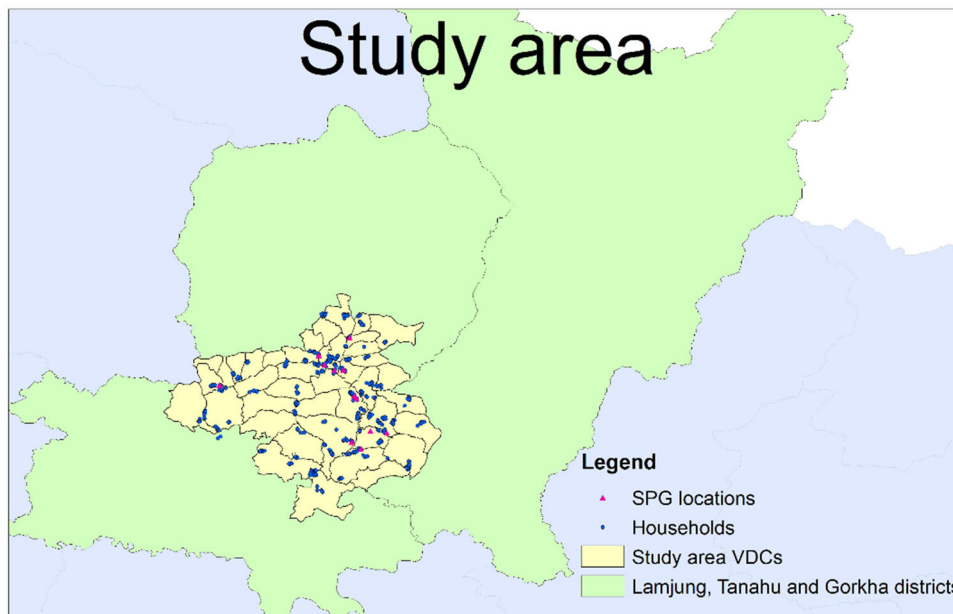 Study area
Legend
SPG locations
Households
Study area VDCs
Lamjung, Tanahu and Gorkha districts